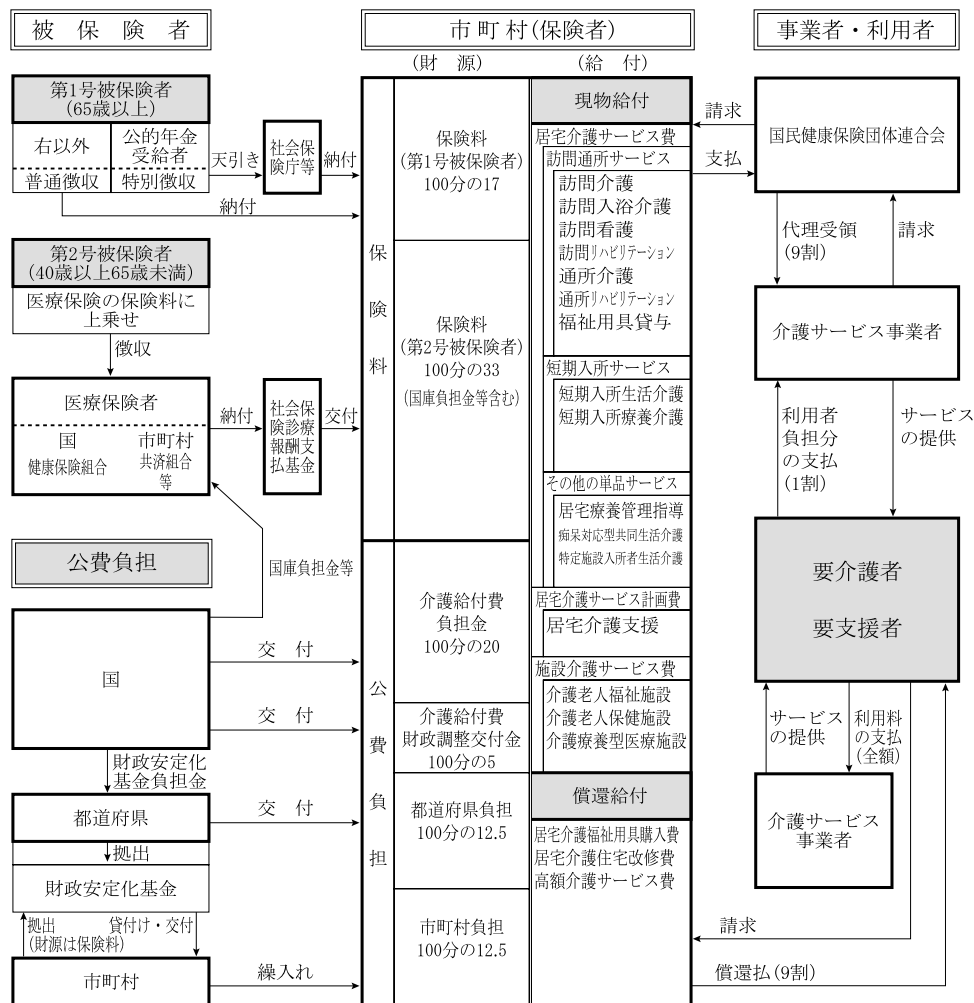 被保険者
第1号被保険者
(65歳以上)
右以外
公的年金
受給者
普通徴収
特別徴収
天引き
社会保
険庁等
納付
納付
第2号被保険者
(40歳以上65歳未満)
医療保険の保険料に
上乗せ
徴収
医療保険者
国
市町村
健康保険組合
共済組合
等
納付
社会保
険診療
報酬支
払基金
交付
公費負担
国庫負担金等
国
交付
交付
財政安定化
基金負担金
都道府県
交付
拠出
財政安定化基金
拠出
(財源は保険料)
貸付け・交付
市町村
繰入れ
市町村(保険者)
(財源)
(給付)
保険料
保険料
(第1号被保険者)
100分の17
保険料
(第2号被保険者)
100分の33
(国庫負担金等含む)
公費負担
介護給付費
負担金
100分の20
介護給付費
財政調整交付金
100分の5
都道府県負担
100分の12.5
市町村負担
100分の12.5
現物給付
居宅介護サービス費
訪問通所サービス
訪問介護
訪問入浴介護
訪問看護
訪問リハビリテーション
通所介護
通所リハビリテーション
福祉用具貸与
短期入所サービス
短期入所生活介護
短期入所療養介護
その他の単品サービス
居宅療養管理指導
痴呆対応型共同生活介護
特定施設入所者生活介護
居宅介護サービス計画費
居宅介護支援
施設介護サービス費
介護老人福祉施設
介護老人保健施設
介護療養型医療施設
償還給付
居宅介護福祉用具購入費
居宅介護住宅改修費
高額介護サービス費
事業者・利用者
請求
支払
国民健康保険団体連合会
代理受領
(9割)
請求
介護サービス事業者
利用者
負担分
の支払
(1割)
サービス
の提供
要介護者
要支援者
サービス
の提供
利用料
の支払
(全額)
介護サービス
事業者
請求
償還払(9割)